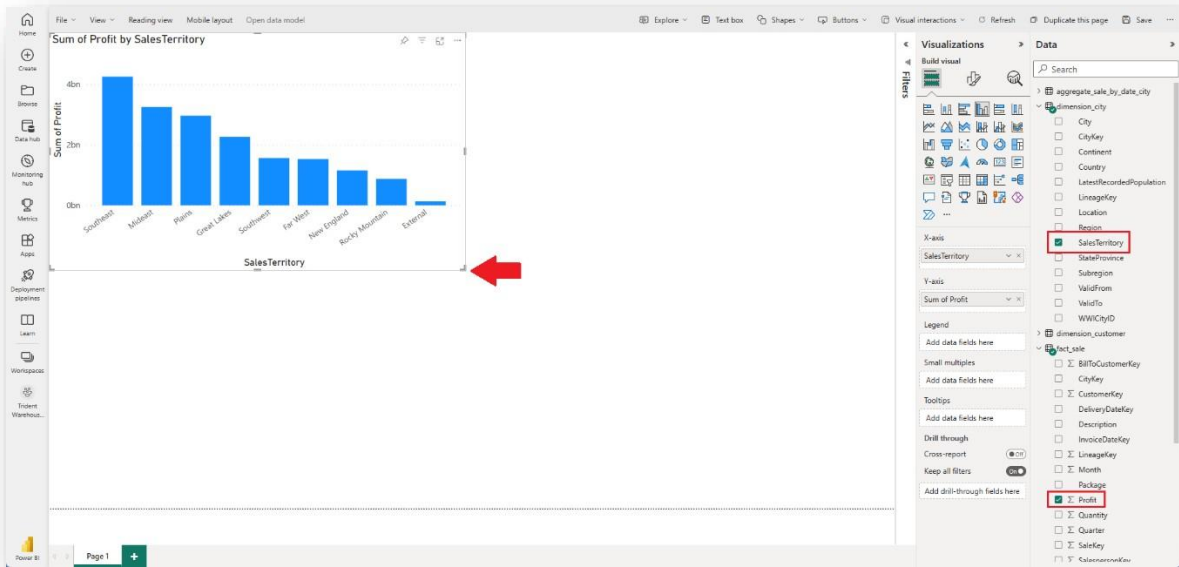 Home
Create
Browse
Data hub
Monitoring
hub
Metrics
Apps
Deployment
pipelines
Learn
Workspaces
Trident
Warehous...
Power BI
File View Reading view Mobile layout Open data model
Explore Text box Shapes Buttons Visual interactions Refresh Duplicate this page Save ...
Sum of Profit by SalesTerritory
Sum of Profit
4bn
2bn
0bn
Southeast
Mideast
Plains
Great Lakes
Southwest
Far West
New England
Rocky Mountain
External
SalesTerritory
Page 1
Filters
Visualizations
Build visual
...
X-axis
SalesTerritory
Y-axis
Sum of Profit
Legend
Add data fields here
Small multiples
Add data fields here
Tooltips
Add data fields here
Drill through
Cross-report Off
Keep all filters On
Add drill-through fields here
Data
Search
aggregate_sale_by_date_city
dimension_city
City
CityKey
Continent
Country
LatestRecordedPopulation
LineageKey
Location
Region
SalesTerritory
StateProvince
Subregion
ValidFrom
ValidTo
WWICityID
dimension_customer
fact_sale
Σ BillToCustomerKey
CityKey
Σ CustomerKey
DeliveryDateKey
Description
InvoiceDateKey
Σ LineageKey
Σ Month
Package
Σ Profit
Σ Quantity
Σ Quarter
Σ SaleKey
Σ SalespersonKey